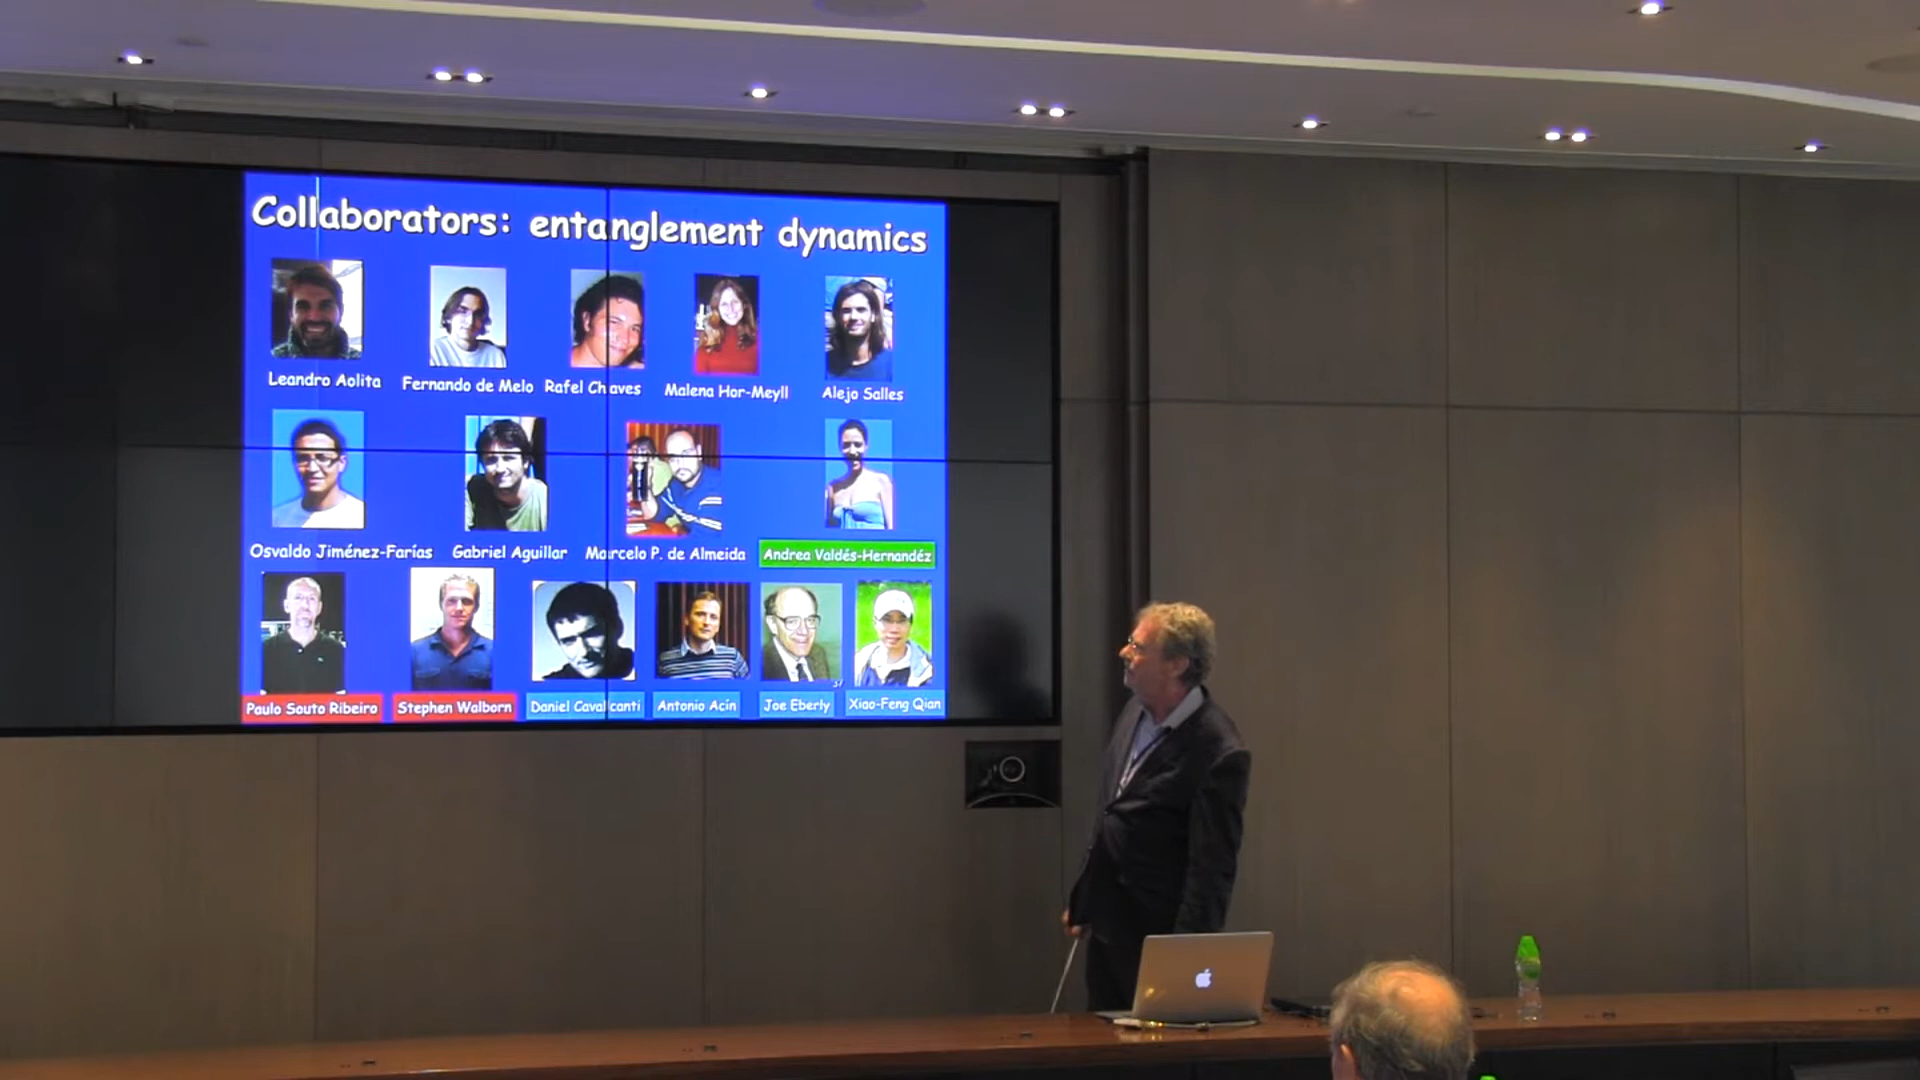 Collaborators: entanglement dynamics
Leandro Aolita Fernando de Melo Rafel Chaves Malena Hor-Meyll Alejo Salles
Osvaldo Jiménez-Farías Gabriel Aguillar Marcelo P. de Almeida Andrea Valdés-Hernandéz
37
Paulo Souto Ribeiro Stephen Walborn Daniel Cavalcanti Antonio Acín Joe Eberly Xiao-Feng Qian